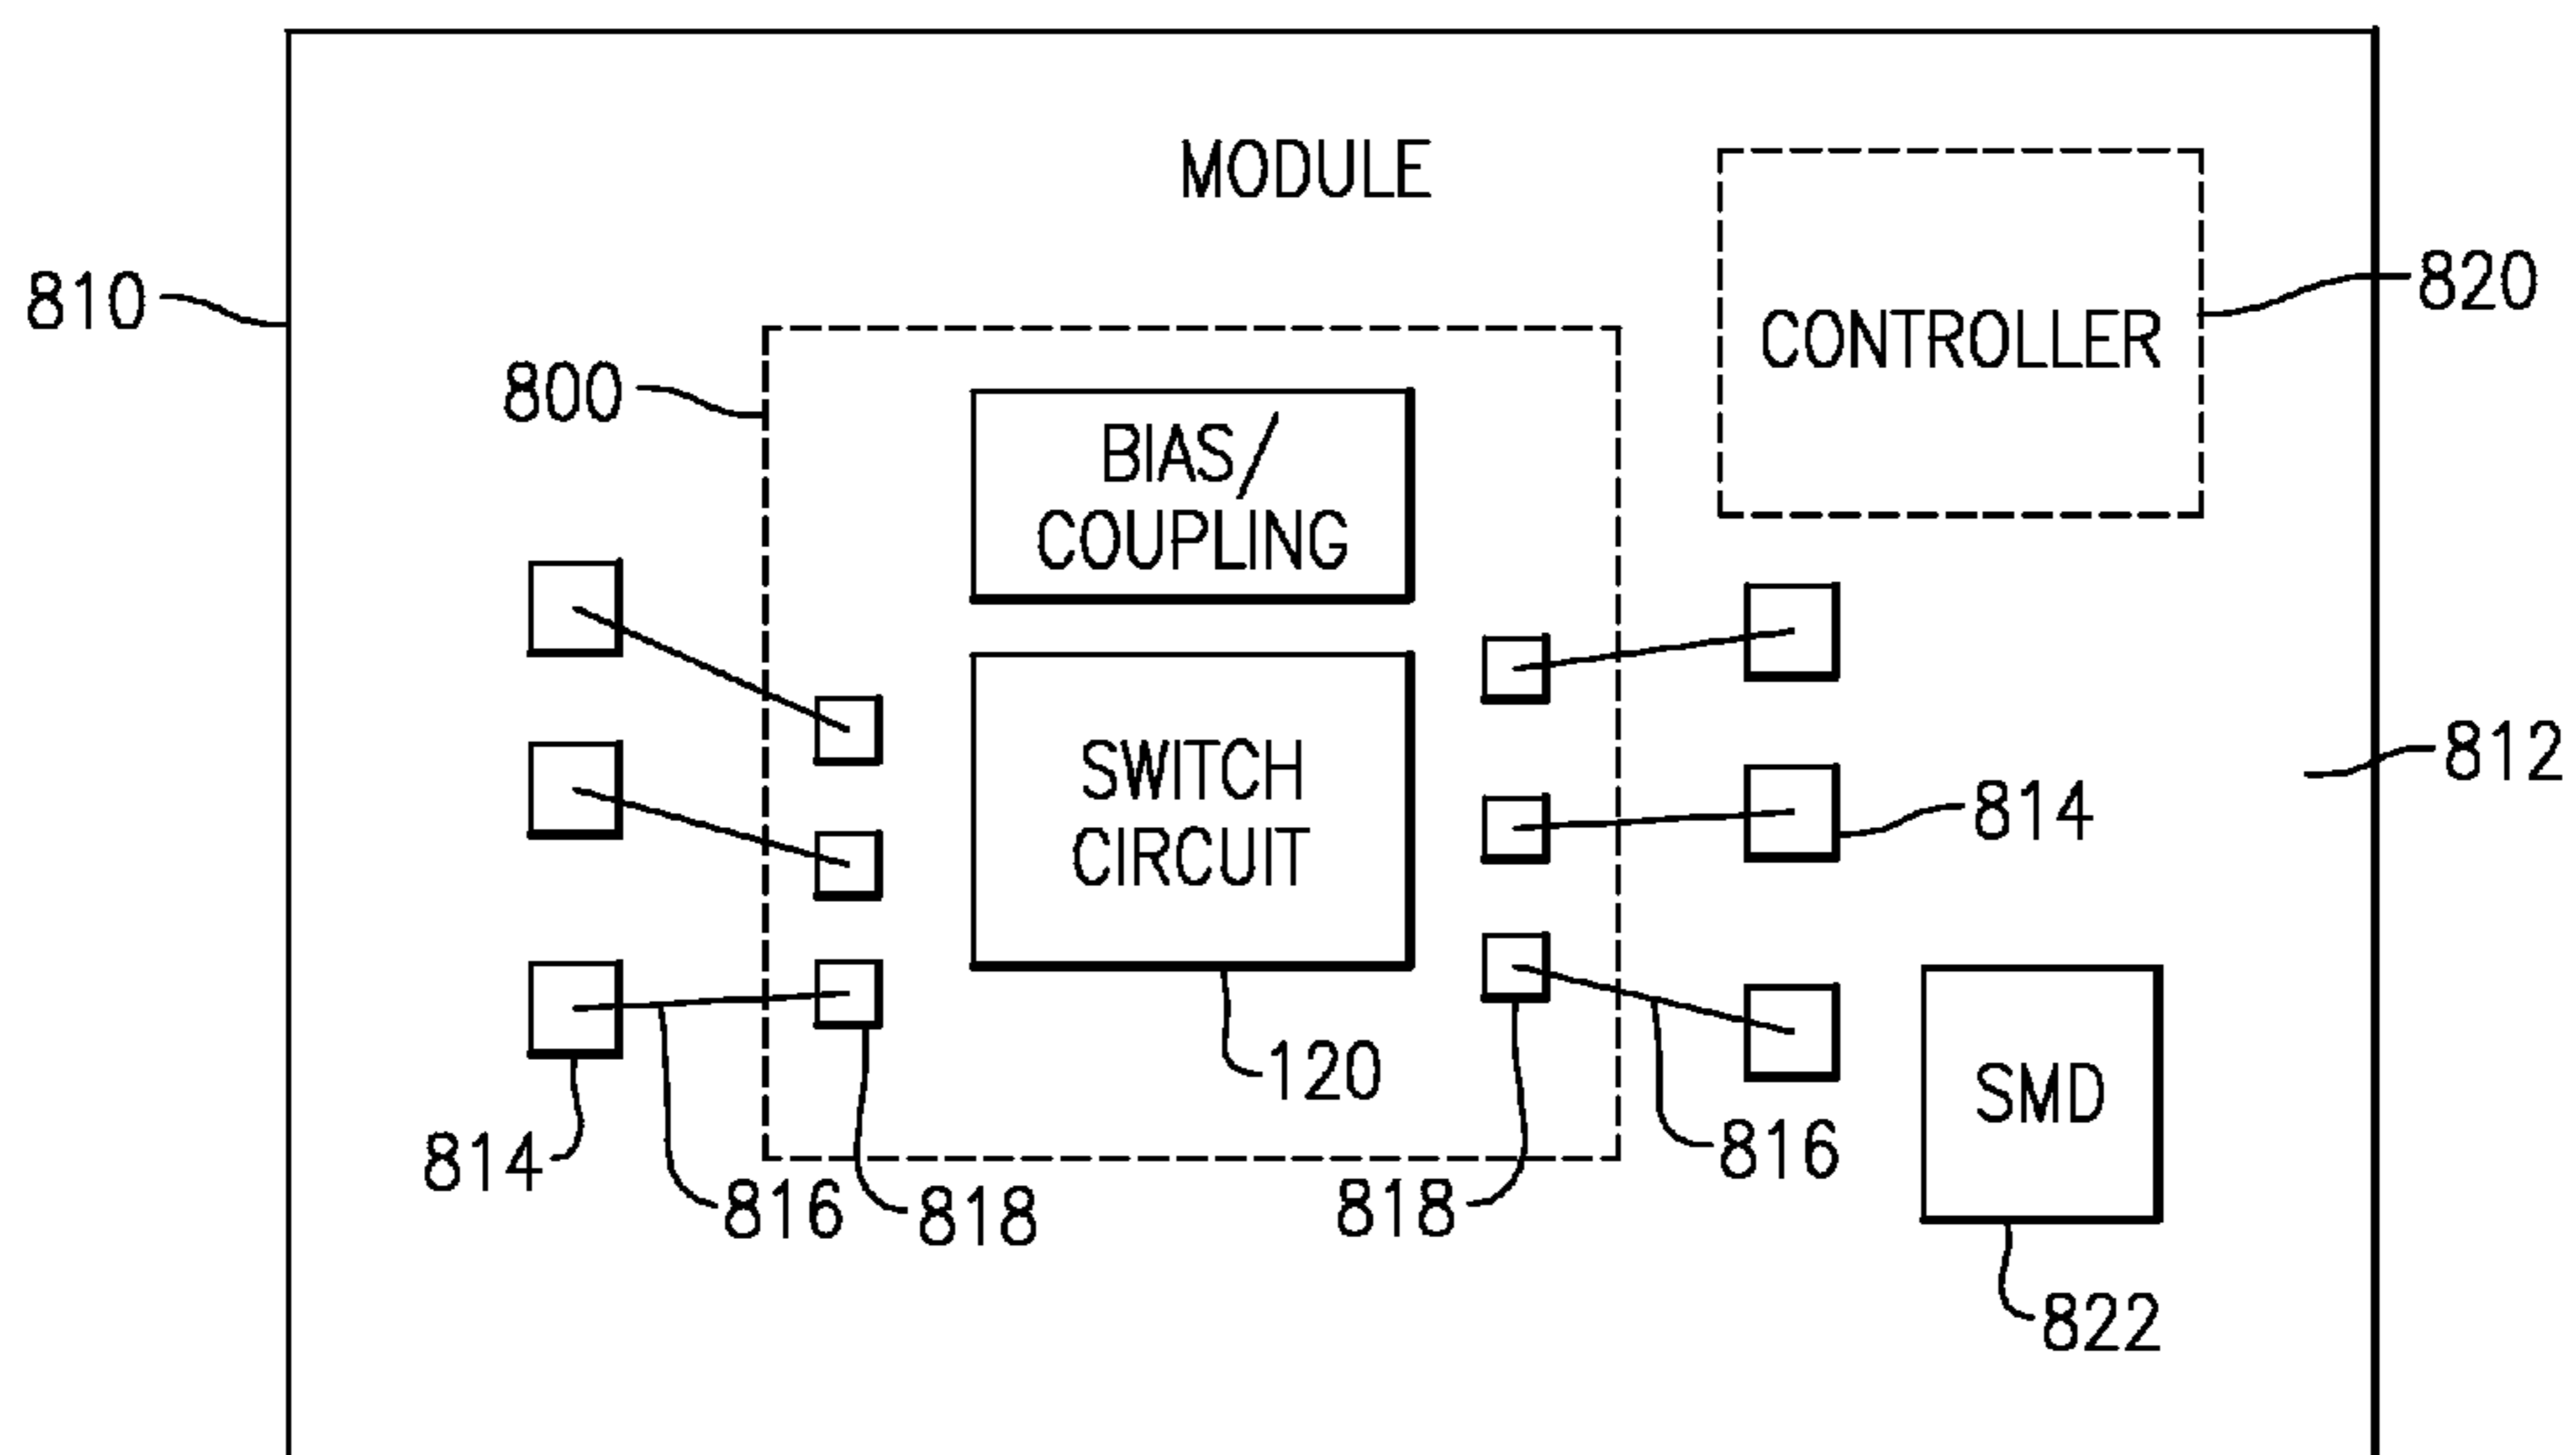 MODULE
810
820
CONTROLLER
800
BIAS/
COUPLING
812
SWITCH
CIRCUIT
814
120
SMD
814
816
816
818
818
822